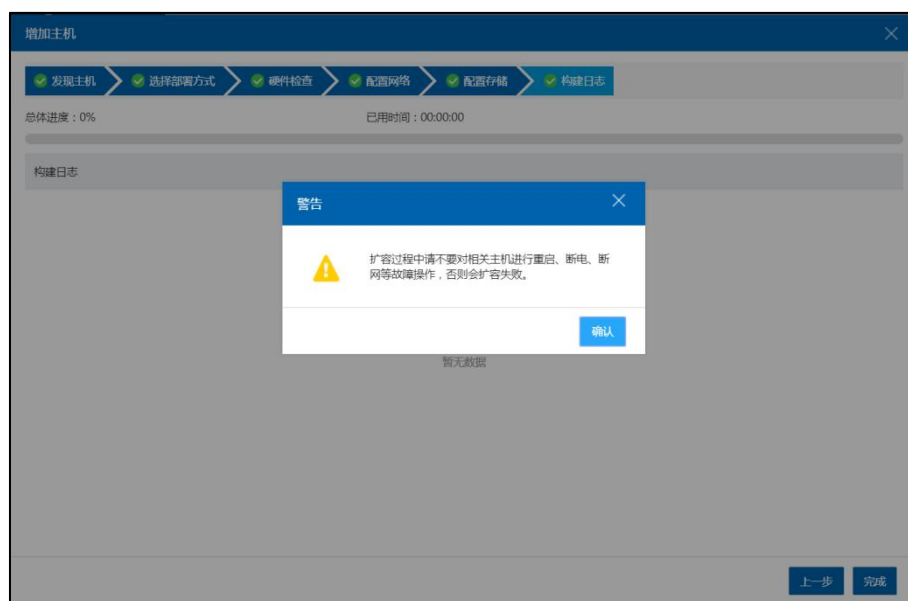 增加主机
发现主机 选择部署方式 硬件检查 配置网络 配置存储 构建日志
总体进度：0% 已用时间：00:00:00
构建日志
警告
扩容过程中请不要对相关主机进行重启、断电、断
网等故障操作，否则会扩容失败。
确认
暂无数据
上一步 完成